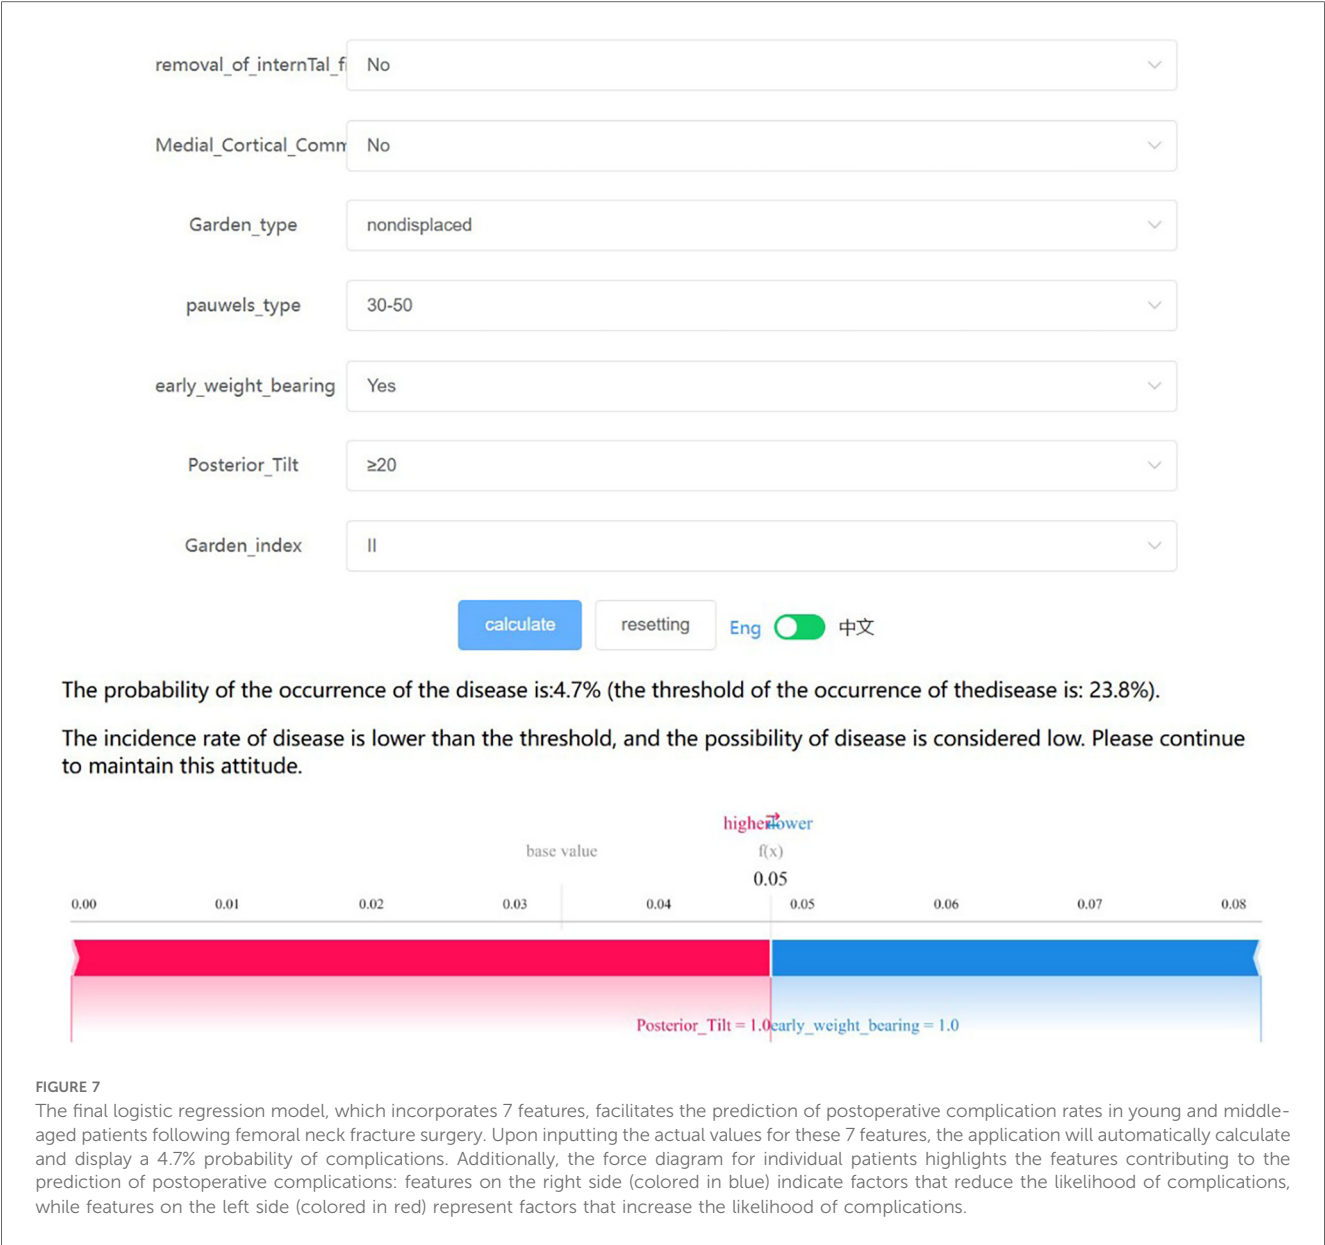 removal_of_internTal_fi No
Medial_Cortical_Comm No
Garden_type nondisplaced
pauwels_type 30-50
early_weight_bearing Yes
Posterior_Tilt ≥20
Garden_index II
calculate resetting Eng 中文
The probability of the occurrence of the disease is:4.7% (the threshold of the occurrence of thedisease is: 23.8%).
The incidence rate of disease is lower than the threshold, and the possibility of disease is considered low. Please continue
to maintain this attitude.
higher lower
base value f(x)
0.05
0.00 0.01 0.02 0.03 0.04 0.05 0.06 0.07 0.08
Posterior_Tilt = 1.0 early_weight_bearing = 1.0
FIGURE 7
The final logistic regression model, which incorporates 7 features, facilitates the prediction of postoperative complication rates in young and middle-
aged patients following femoral neck fracture surgery. Upon inputting the actual values for these 7 features, the application will automatically calculate
and display a 4.7% probability of complications. Additionally, the force diagram for individual patients highlights the features contributing to the
prediction of postoperative complications: features on the right side (colored in blue) indicate factors that reduce the likelihood of complications,
while features on the left side (colored in red) represent factors that increase the likelihood of complications.